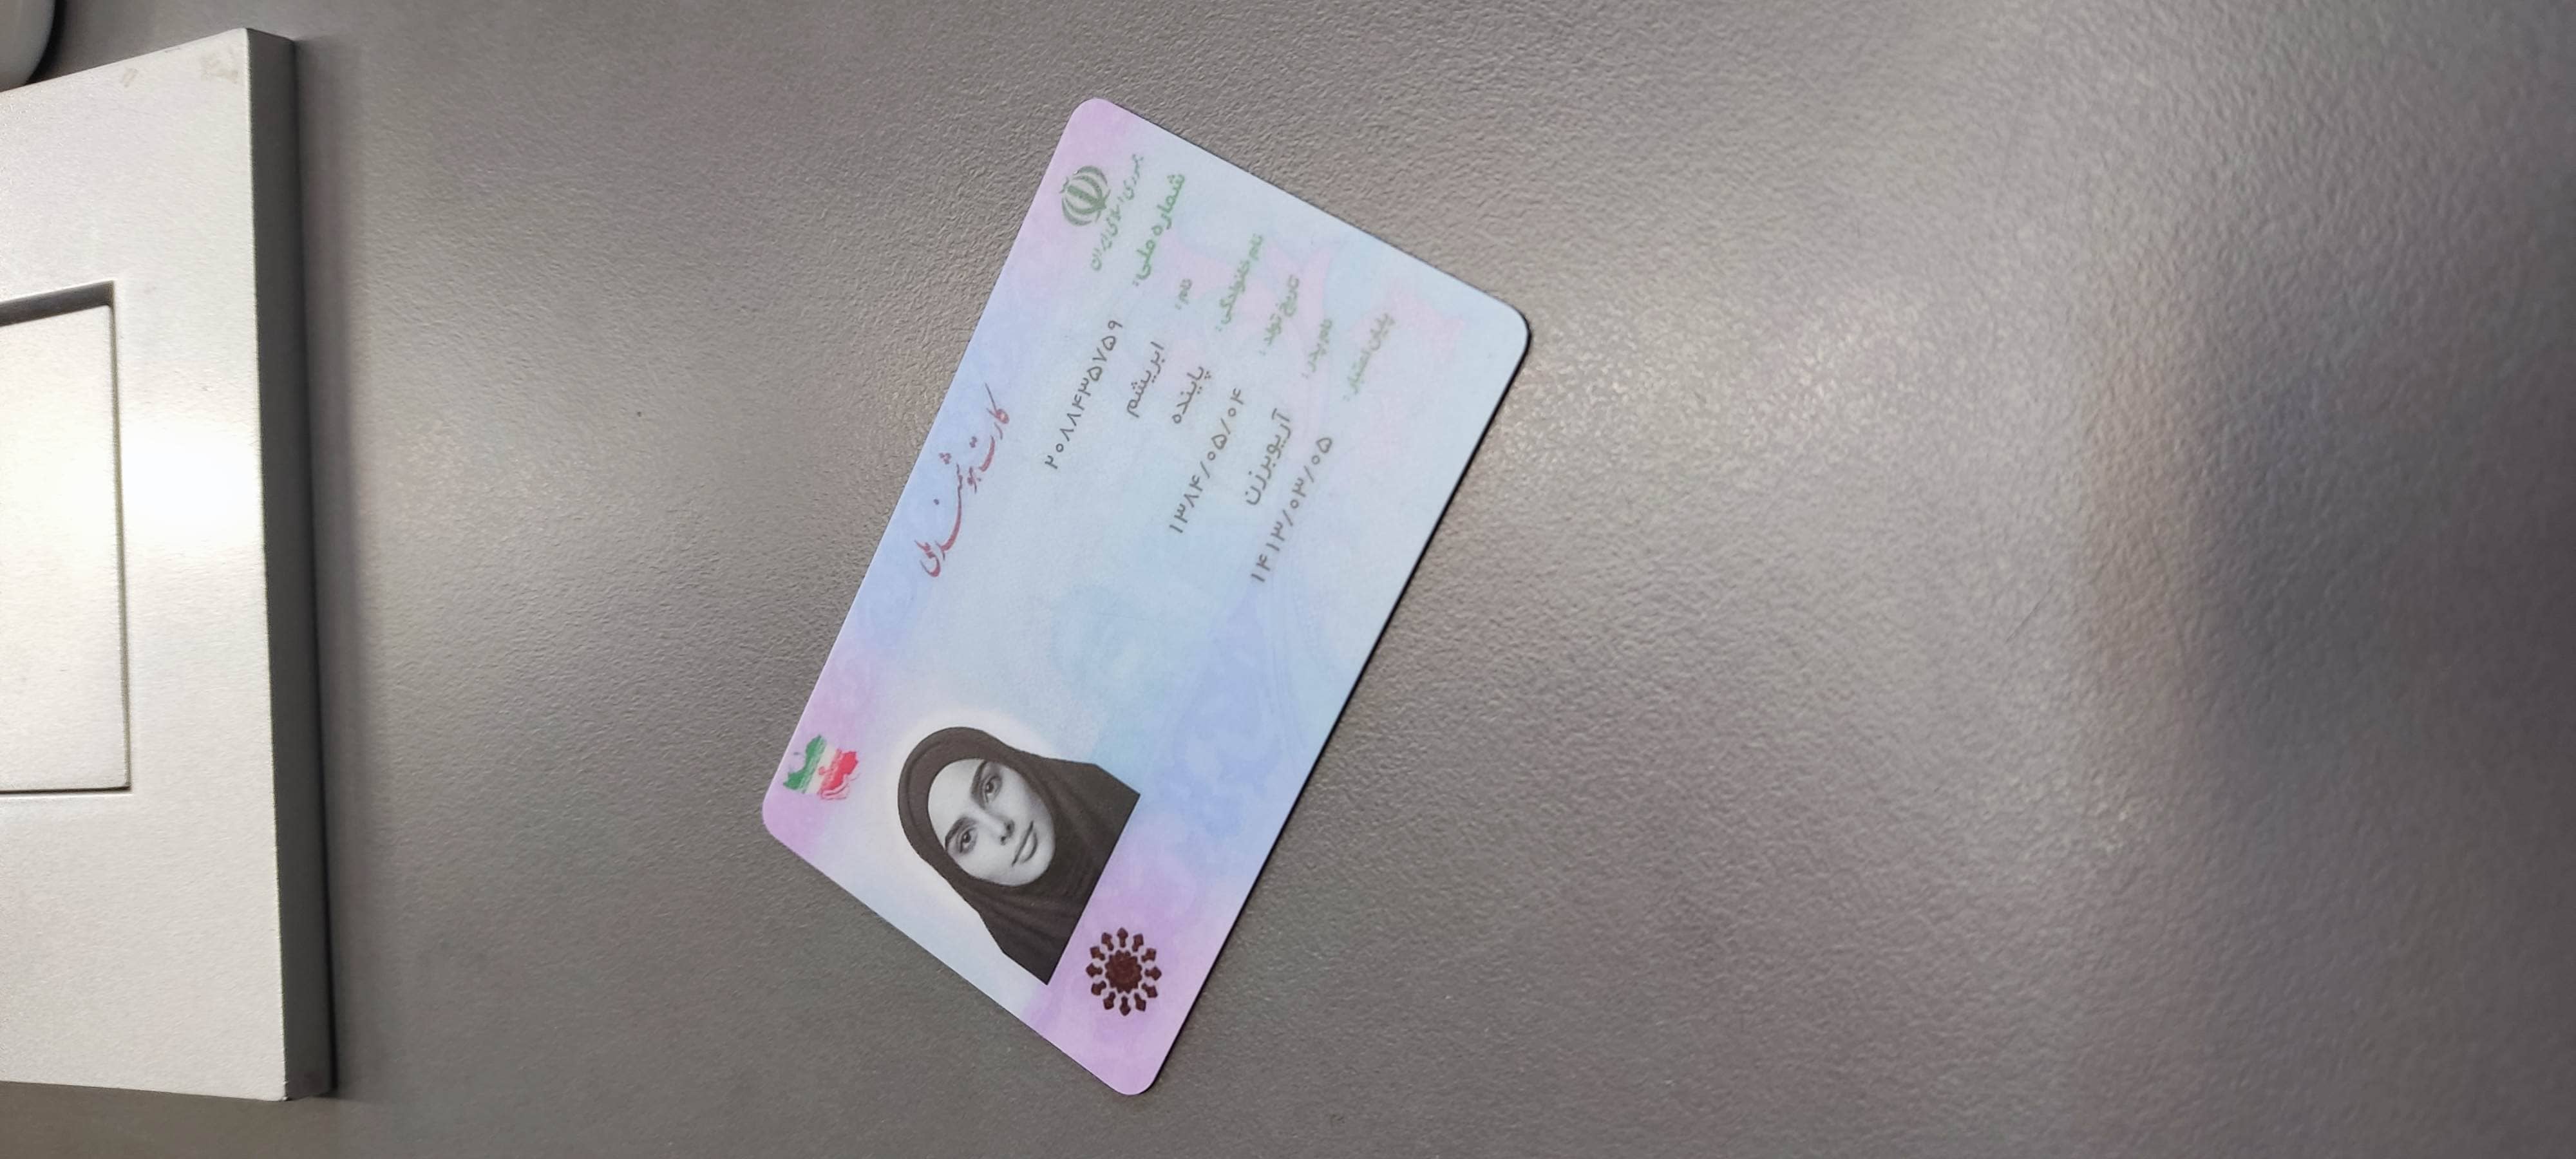 جمهوری اسلامی ایران
کارت هوشمند ملی
شماره ملی: ۲۰۸۸۴۳۵۷۵۹
نام: ابریشم
نام خانوادگی: پاینده
تاریخ تولد: ۱۳۸۴/۰۵/۰۴
نام پدر: آریوبرزن
پایان اعتبار: ۱۴۱۳/۰۳/۰۵